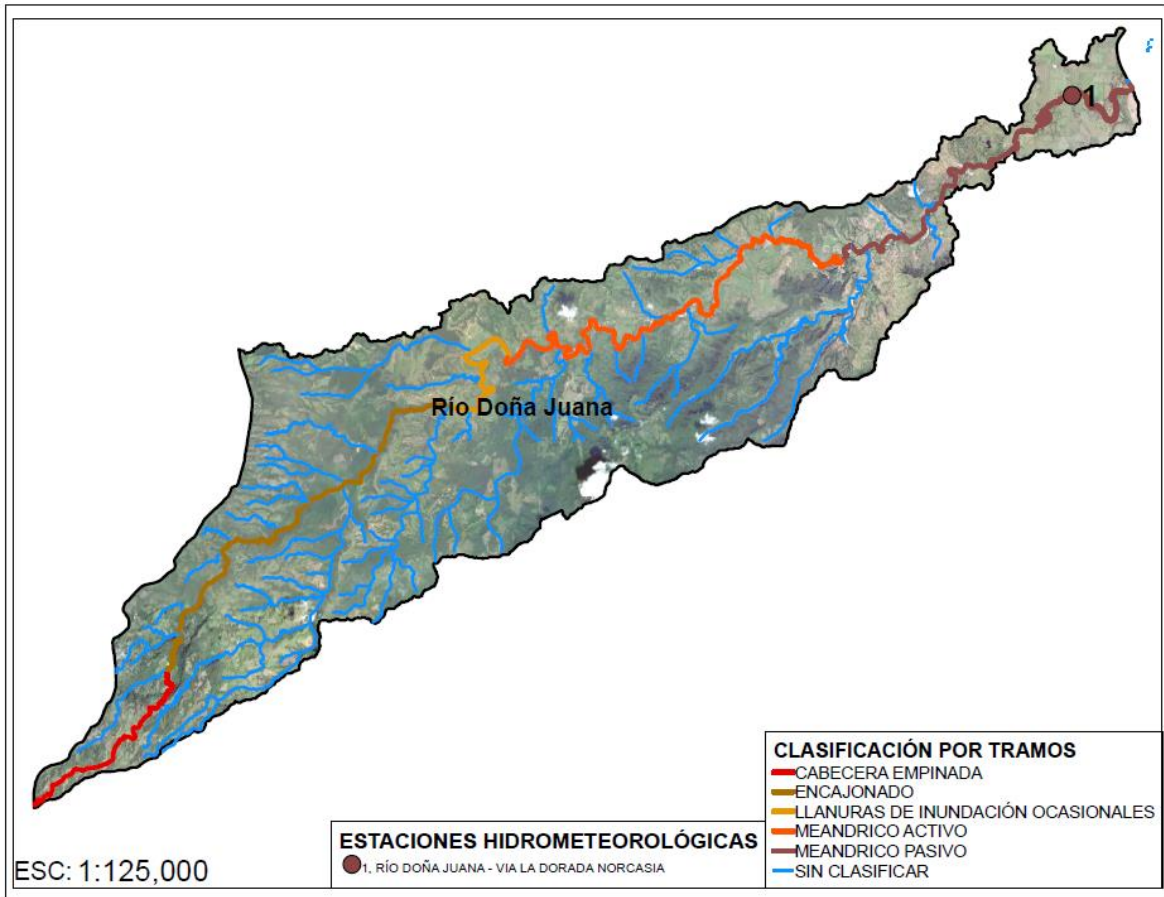 1
Río Doña Juana
ESC: 1:125,000
ESTACIONES HIDROMETEOROLÓGICAS
1, RÍO DOÑA JUANA - VIA LA DORADA NORCASIA
CLASIFICACIÓN POR TRAMOS
CABECERA EMPINADA
ENCAJONADO
LLANURAS DE INUNDACIÓN OCASIONALES
MEANDRICO ACTIVO
MEANDRICO PASIVO
SIN CLASIFICAR